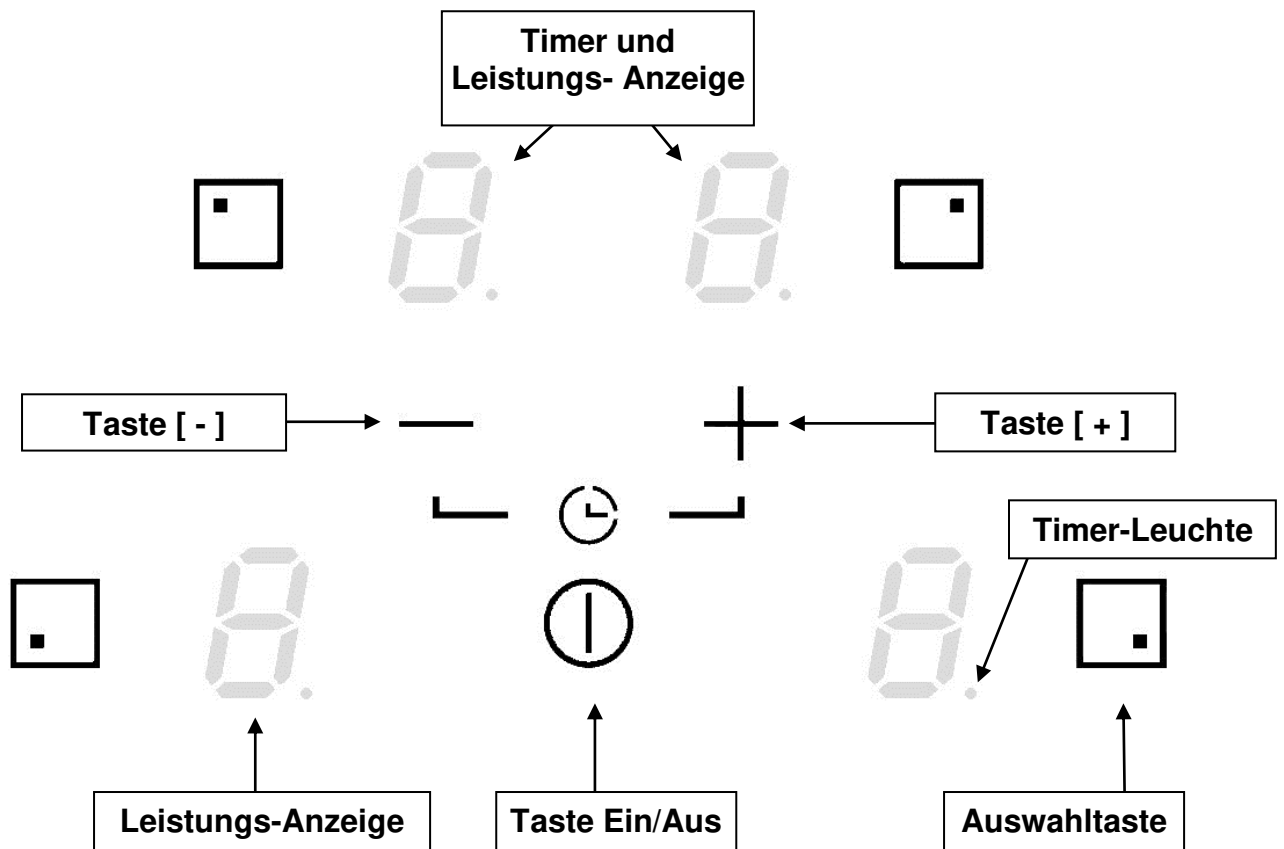 Timer und
Leistungs- Anzeige
Taste [ - ]
Taste [ + ]
Timer-Leuchte
Leistungs-Anzeige
Taste Ein/Aus
Auswahltaste